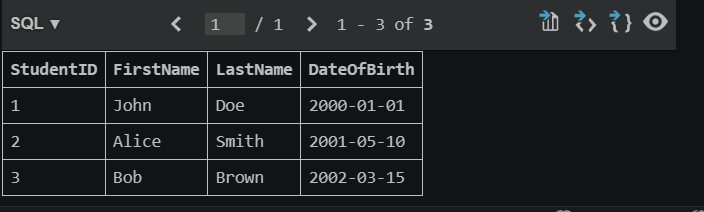 SQL ▼ 1 / 1 1 - 3 of 3
StudentID FirstName LastName DateOfBirth
1 John Doe 2000-01-01
2 Alice Smith 2001-05-10
3 Bob Brown 2002-03-15